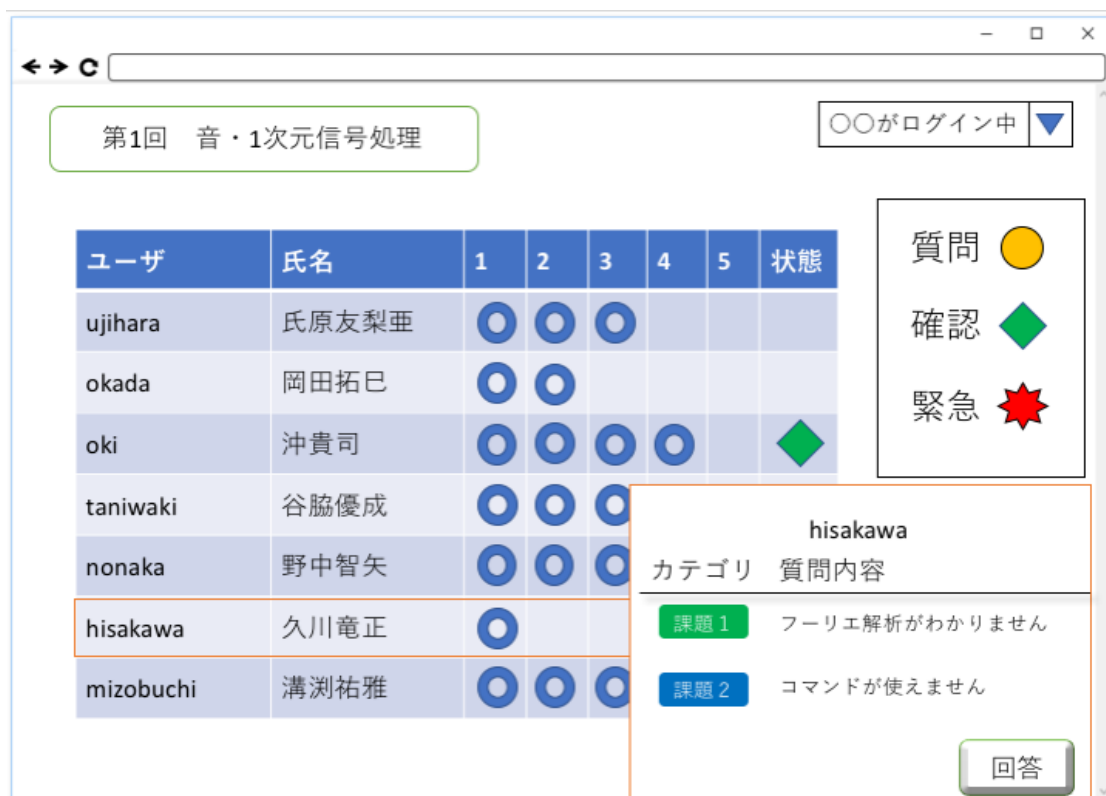 第1回　音・1次元信号処理
〇〇がログイン中
ユーザ 氏名 1 2 3 4 5 状態
ujihara 氏原友梨亜
okada 岡田拓巳
oki 沖貴司
taniwaki 谷脇優成
nonaka 野中智矢
hisakawa 久川竜正
mizobuchi 溝渕祐雅
質問
確認
緊急
hisakawa
カテゴリ 質問内容
課題1 フーリエ解析がわかりません
課題2 コマンドが使えません
回答